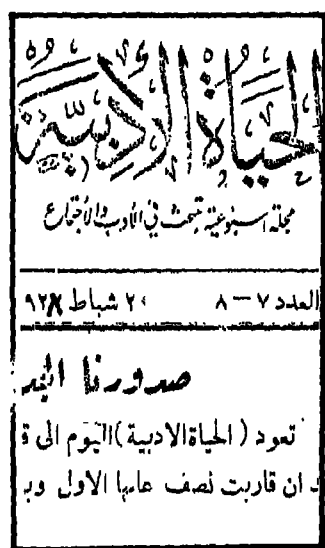 الحياة الأدبية
مجلة اسبوعية تبحث في الأدب والأجتماع
العدد ٧ — ٨ ٢٠ شباط ٩٢٨
صدورنا
تعود ( الحياة الادبية ) اليوم الى
ان قاربت نصف عامها الاول